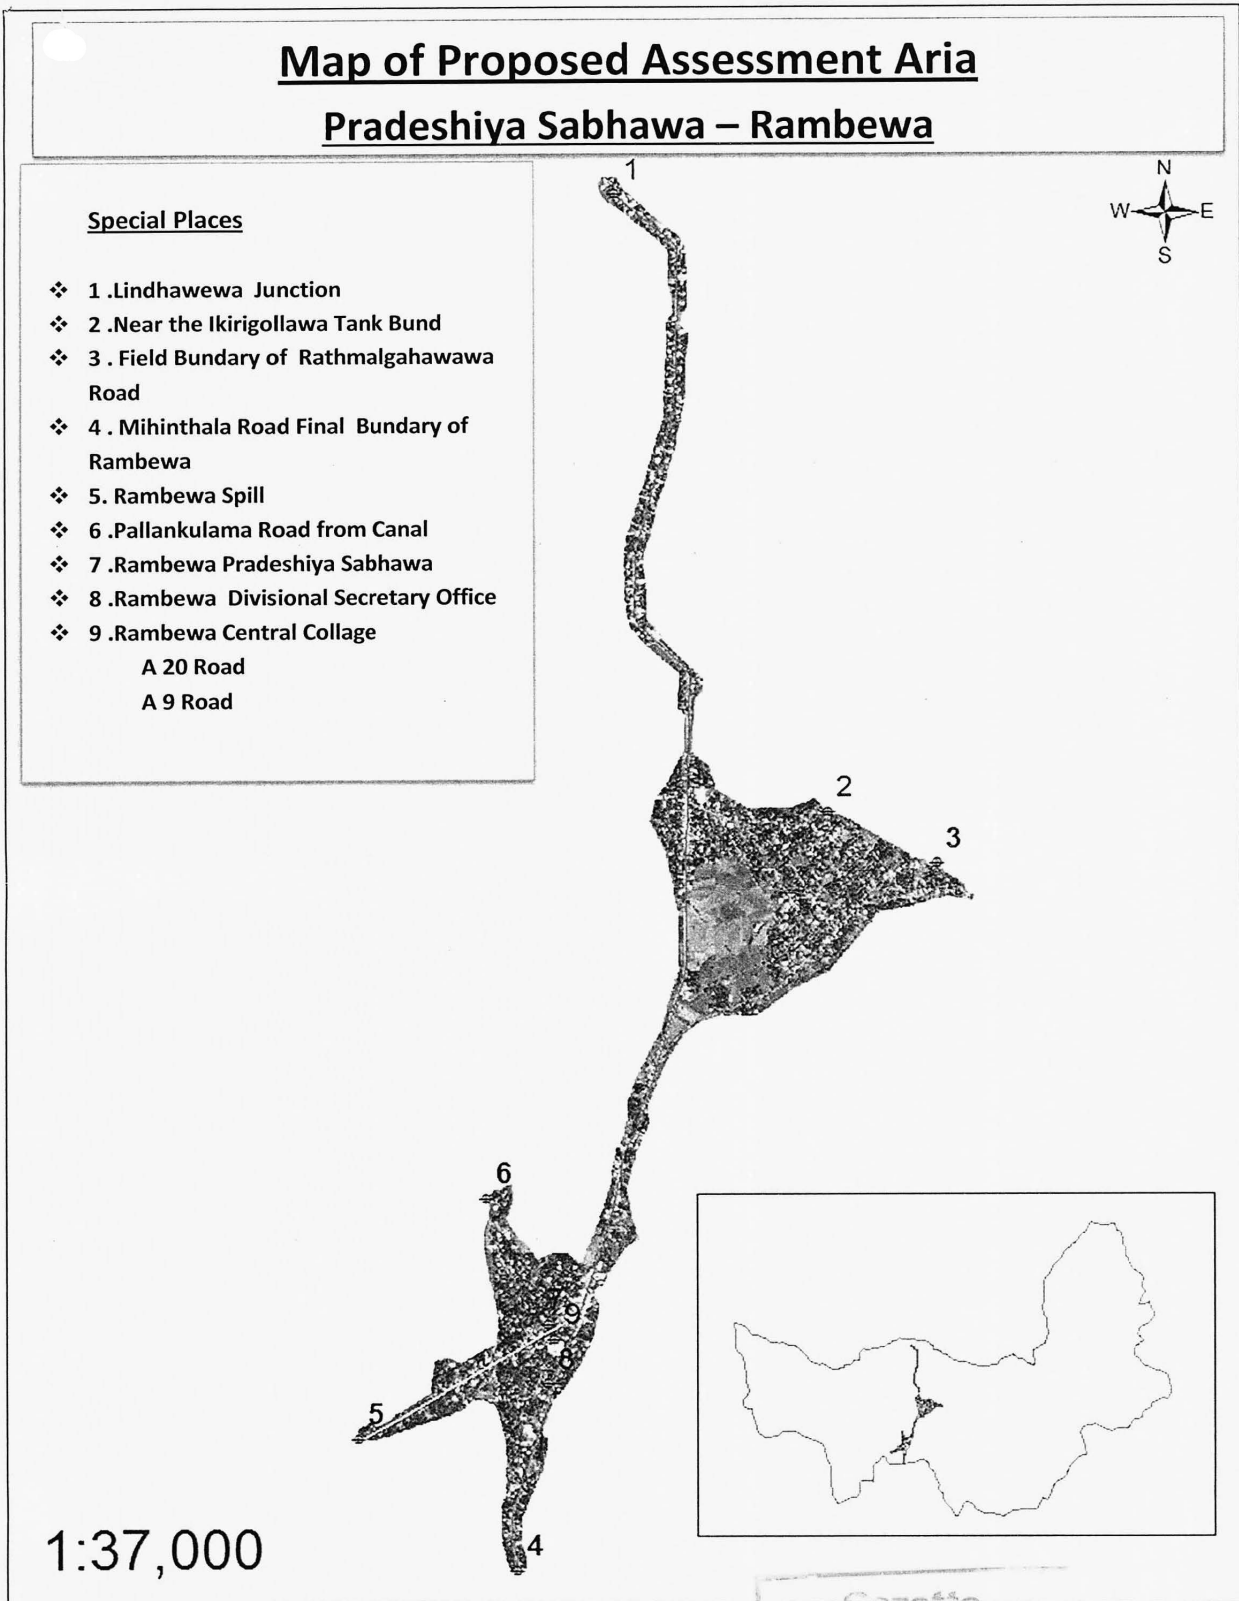 Map of Proposed Assessment Aria
Pradeshiya Sabhawa – Rambewa
Special Places
❖ 1 .Lindhawewa Junction
❖ 2 .Near the Ikirigollawa Tank Bund
❖ 3 . Field Bundary of Rathmalgahawawa
Road
❖ 4 . Mihinthala Road Final Bundary of
Rambewa
❖ 5. Rambewa Spill
❖ 6 .Pallankulama Road from Canal
❖ 7 .Rambewa Pradeshiya Sabhawa
❖ 8 .Rambewa Divisional Secretary Office
❖ 9 .Rambewa Central Collage
A 20 Road
A 9 Road
1
N
W E
S
2
3
6
7
9
8
5
4
1:37,000